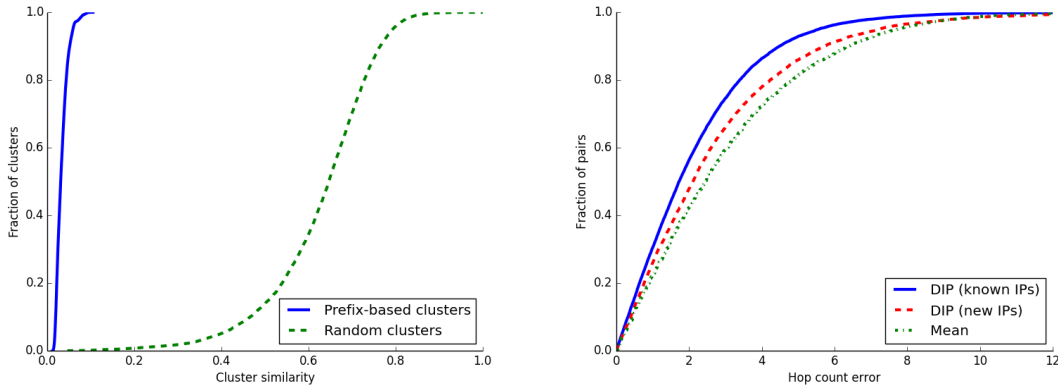 1.0
0.8
0.6
0.4
0.2
0.0
Fraction of clusters
0.0 0.2 0.4 0.6 0.8 1.0
Cluster similarity
Prefix-based clusters
Random clusters
1.0
0.8
0.6
0.4
0.2
0.0
Fraction of pairs
0 2 4 6 8 10 12
Hop count error
DIP (known IPs)
DIP (new IPs)
Mean